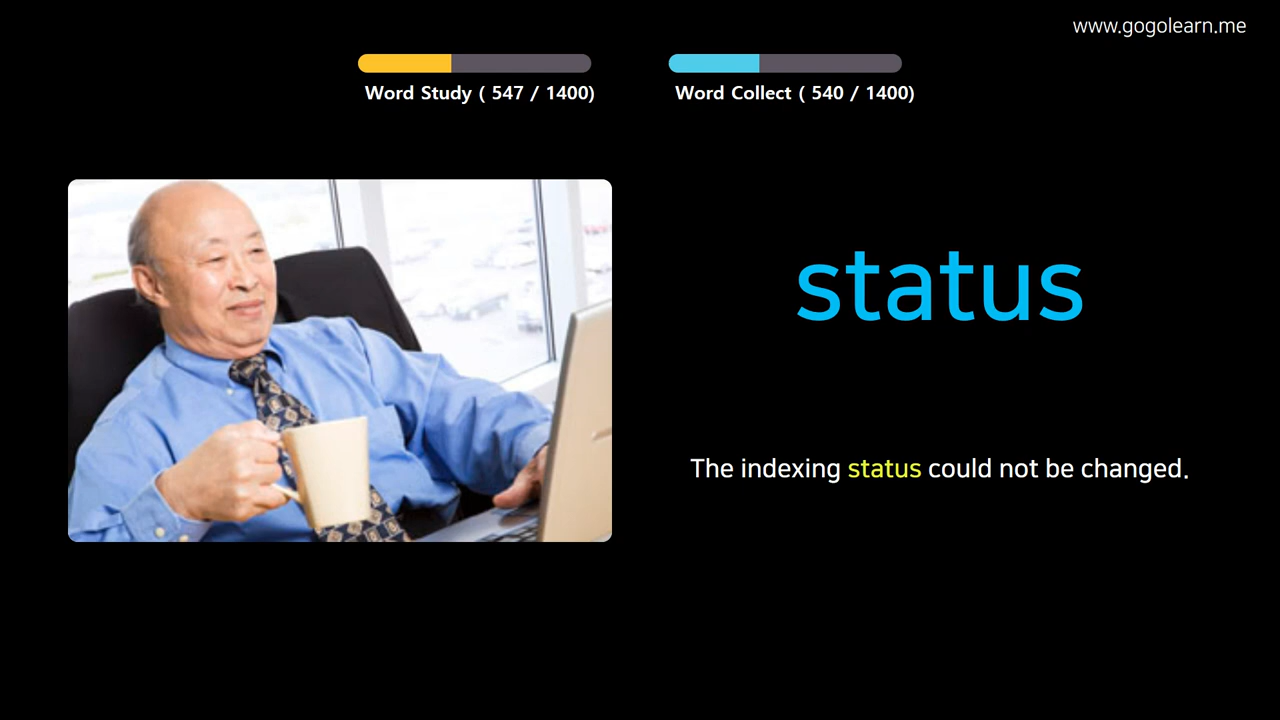 www.gogolearn.me
Word Study ( 547 / 1400)
Word Collect ( 540 / 1400)
status
The indexing status could not be changed.